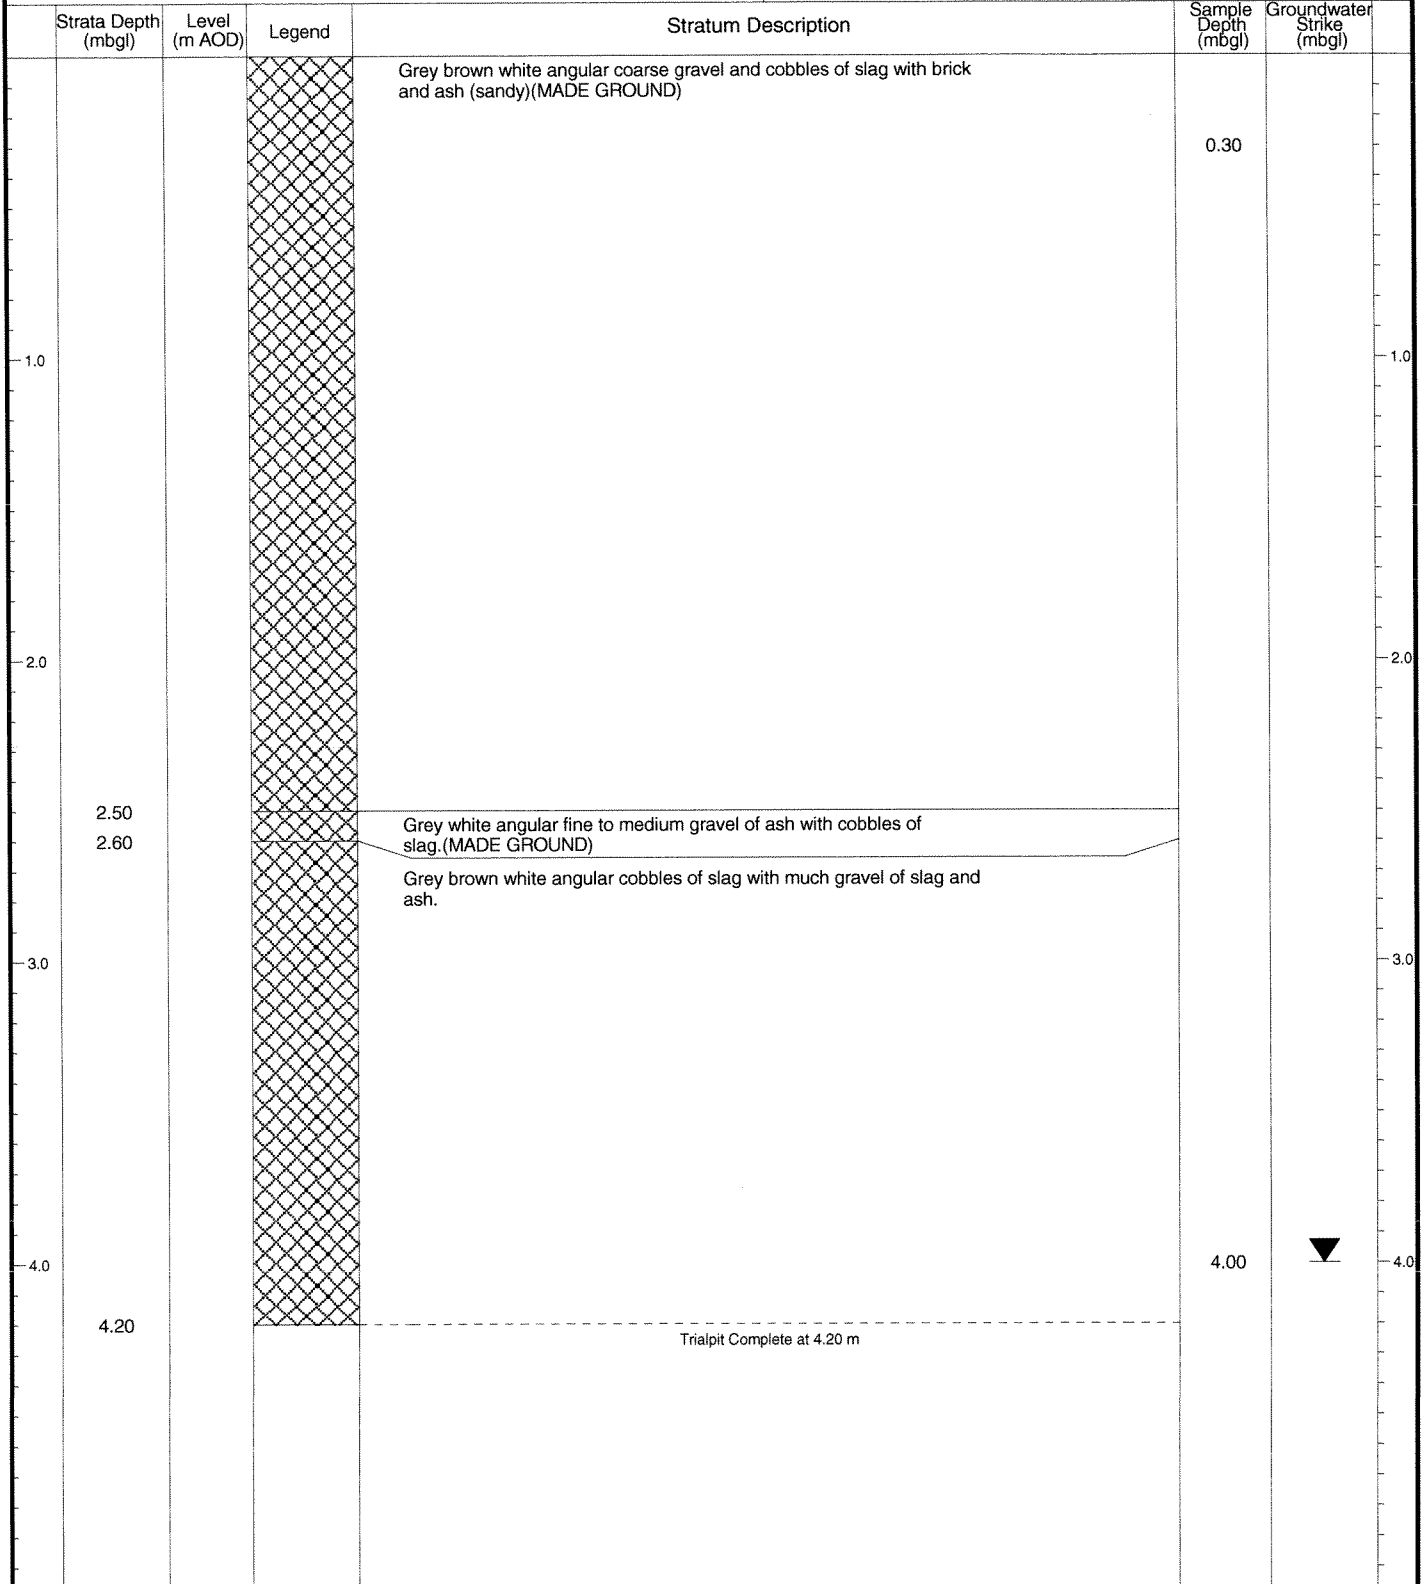 Strata Depth
(mbgl)
Level
(m AOD)
Legend
Stratum Description
Sample
Depth
(mbgl)
Groundwater
Strike
(mbgl)
Grey brown white angular coarse gravel and cobbles of slag with brick
and ash (sandy)(MADE GROUND)
0.30
1.0
1.0
2.0
2.0
2.50
2.60
Grey white angular fine to medium gravel of ash with cobbles of
slag.(MADE GROUND)
Grey brown white angular cobbles of slag with much gravel of slag and
ash.
3.0
3.0
4.0
4.00
4.0
4.20
Trialpit Complete at 4.20 m